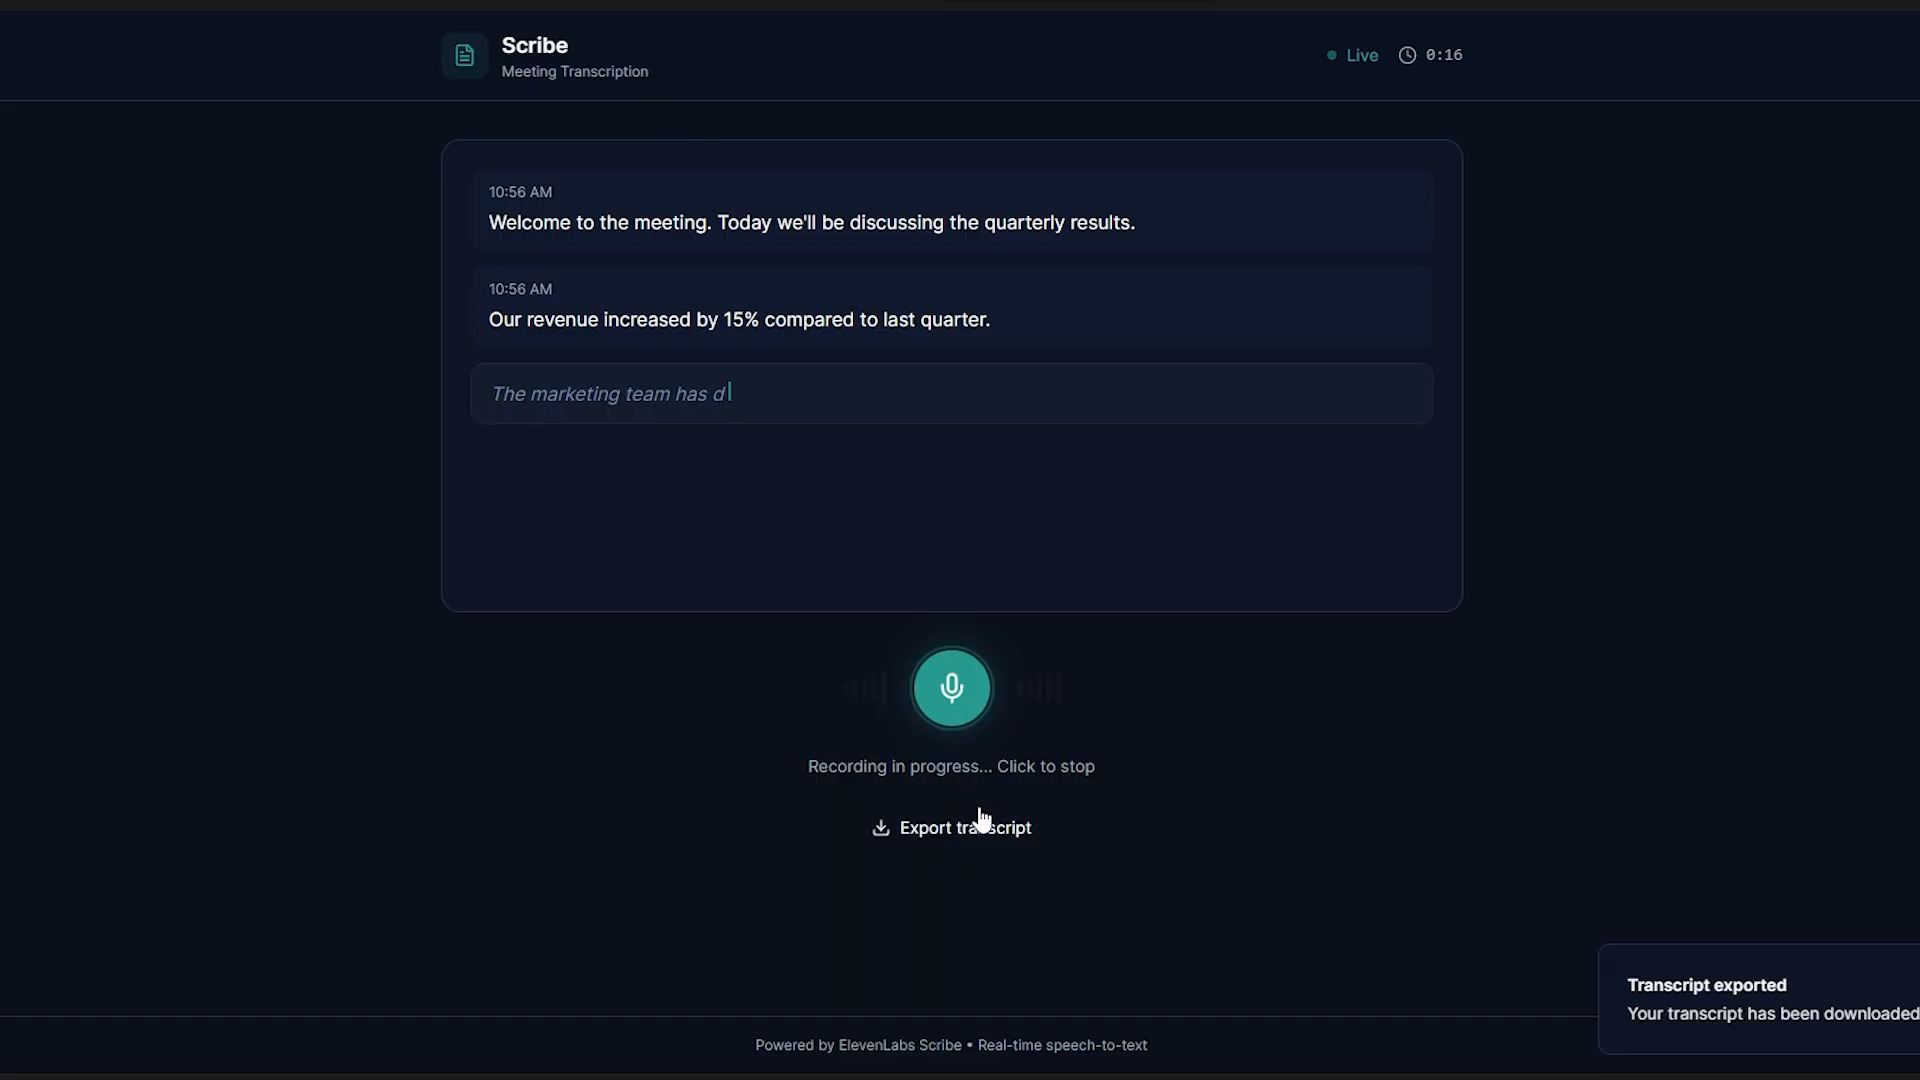 Scribe
Meeting Transcription
Live 0:16
10:56 AM
Welcome to the meeting. Today we'll be discussing the quarterly results.
10:56 AM
Our revenue increased by 15% compared to last quarter.
The marketing team has d
Recording in progress... Click to stop
Export transcript
Transcript exported
Your transcript has been downloaded
Powered by ElevenLabs Scribe • Real-time speech-to-text